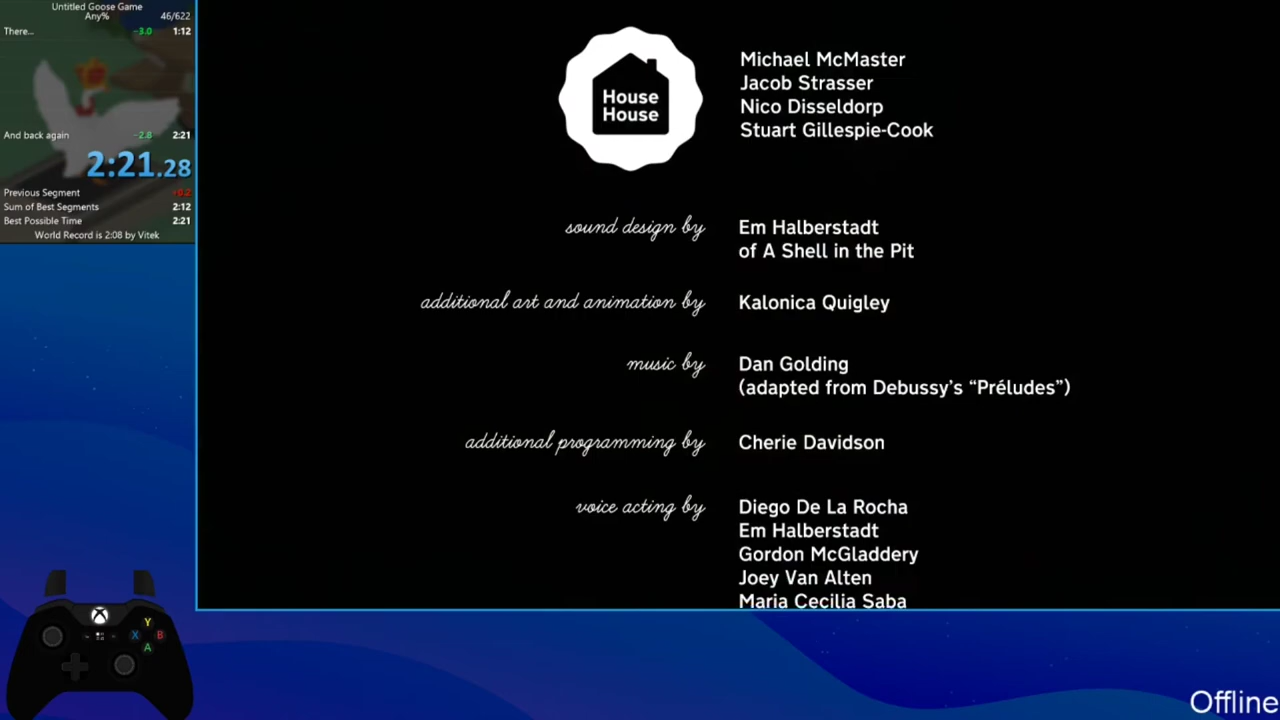 Untitled Goose Game
Any% 46/622
There... -3.0 1:12
And back again -2.8 2:21
2:21.28
Previous Segment +0.2
Sum of Best Segments 2:12
Best Possible Time 2:21
World Record is 2:08 by Vitek
House
House
Michael McMaster
Jacob Strasser
Nico Disseldorp
Stuart Gillespie-Cook
sound design by Em Halberstadt
of A Shell in the Pit
additional art and animation by Kalonica Quigley
music by Dan Golding
(adapted from Debussy's “Préludes”)
additional programming by Cherie Davidson
voice acting by Diego De La Rocha
Em Halberstadt
Gordon McGladdery
Joey Van Alten
Maria Cecilia Saba
Y
X B
A
Offline